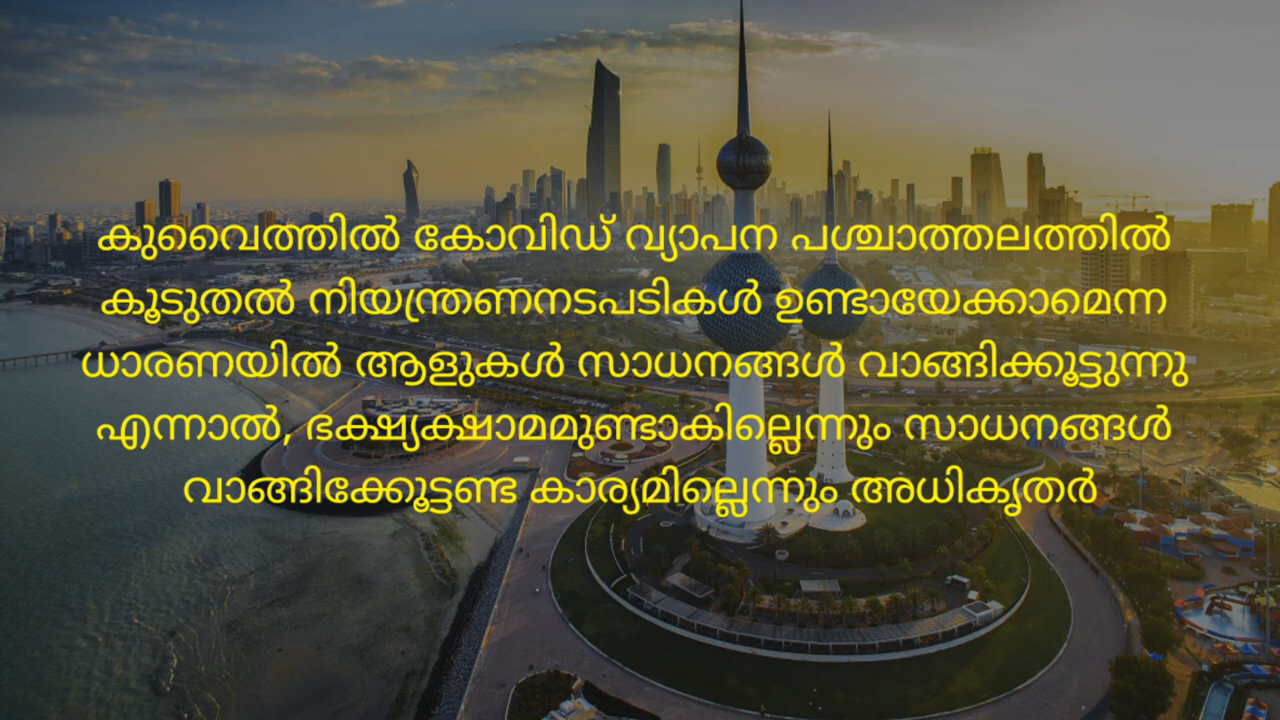 കുവൈത്തിൽ കോവിഡ് വ്യാപന പശ്ചാത്തലത്തിൽ
കൂടുതൽ നിയന്ത്രണനടപടികൾ ഉണ്ടായേക്കാമെന്ന
ധാരണയിൽ ആളുകൾ സാധനങ്ങൾ വാങ്ങിക്കൂട്ടുന്നു
എന്നാൽ, ഭക്ഷ്യക്ഷാമമുണ്ടാകില്ലെന്നും സാധനങ്ങൾ
വാങ്ങിക്കേൂട്ടണ്ട കാര്യമില്ലെന്നും അധികൃതർ